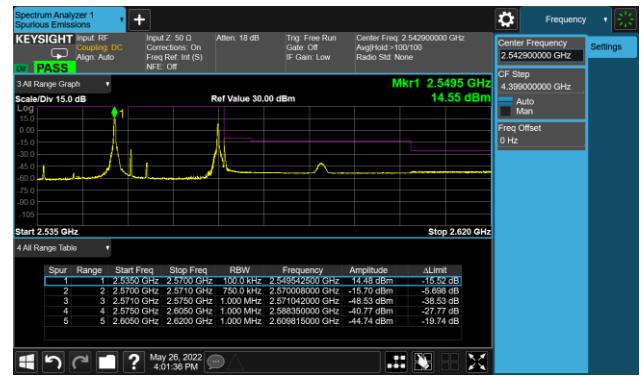 Spectrum Analyzer 1
Spurious Emissions
+
Frequency
KEYSIGHT
Input: RF
Coupling: DC
Align: Auto
Input Z: 50 Ω
Corrections: On
Freq Ref: Int (S)
NFE: Off
Atten: 18 dB
Trig: Free Run
Gate: Off
IF Gain: Low
Center Freq: 2.542900000 GHz
Avg|Hold:>100/100
Radio Std: None
PASS
Center Frequency
2.542900000 GHz
Settings
CF Step
4.399000000 GHz
Auto
Man
Freq Offset
0 Hz
3 All Range Graph
Mkr1 2.5495 GHz
14.55 dBm
Scale/Div 15.0 dB
Ref Value 30.00 dBm
Log
1
15.0
0.00
-15.0
-30.0
-45.0
-60.0
-75.0
-90.0
-105
Start 2.535 GHz
Stop 2.620 GHz
4 All Range Table
Spur Range Start Freq Stop Freq RBW Frequency Amplitude ΔLimit
1 1 2.5350 GHz 2.5700 GHz 100.0 kHz 2.549542500 GHz 14.48 dBm -15.52 dB
2 2 2.5700 GHz 2.5710 GHz 750.0 kHz 2.570008000 GHz -15.70 dBm -5.698 dB
3 3 2.5710 GHz 2.5750 GHz 1.000 MHz 2.571042000 GHz -48.53 dBm -38.53 dB
4 4 2.5750 GHz 2.6050 GHz 1.000 MHz 2.588350000 GHz -40.77 dBm -27.77 dB
5 5 2.6050 GHz 2.6200 GHz 1.000 MHz 2.609815000 GHz -44.74 dBm -19.74 dB
?
May 26, 2022
4:01:36 PM